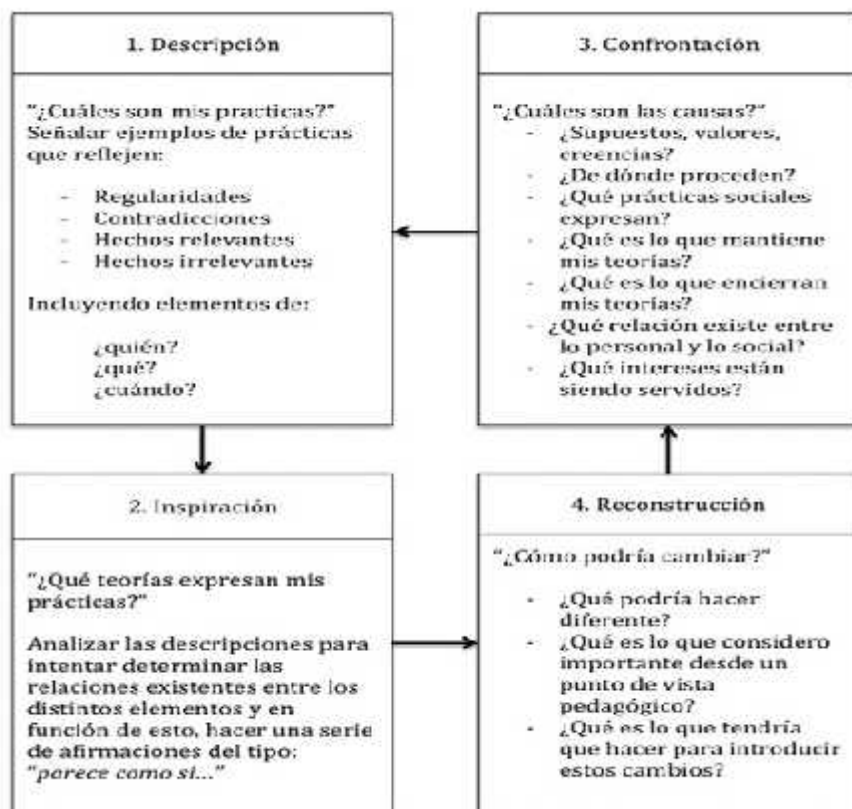 1. Descripción
"¿Cuáles son mis practicas?"
Señalar ejemplos de prácticas
que reflejen:
- Regularidades
- Contradicciones
- Hechos relevantes
- Hechos irrelevantes
Incluyendo elementos de:
¿quién?
¿qué?
¿cuándo?
2. Inspiración
"¿Qué teorías expresan mis
prácticas?"
Analizar las descripciones para
intentar determinar las
relaciones existentes entre los
distintos elementos y en
función de esto, hacer una serie
de afirmaciones del tipo:
"parece como si..."
3. Confrontación
"¿Cuáles son las causas?"
- ¿Supuestos, valores,
creencias?
- ¿De dónde proceden?
- ¿Qué prácticas sociales
expresan?
- ¿Qué es lo que mantiene
mis teorías?
- ¿Qué es lo que encierran
mis teorías?
- ¿Qué relación existe entre
lo personal y lo social?
- ¿Qué intereses están
siendo servidos?
4. Reconstrucción
"¿Cómo podría cambiar?"
- ¿Qué podría hacer
diferente?
- ¿Qué es lo que considero
importante desde un
punto de vista
pedagógico?
- ¿Qué es lo que tendría
que hacer para introducir
estos cambios?